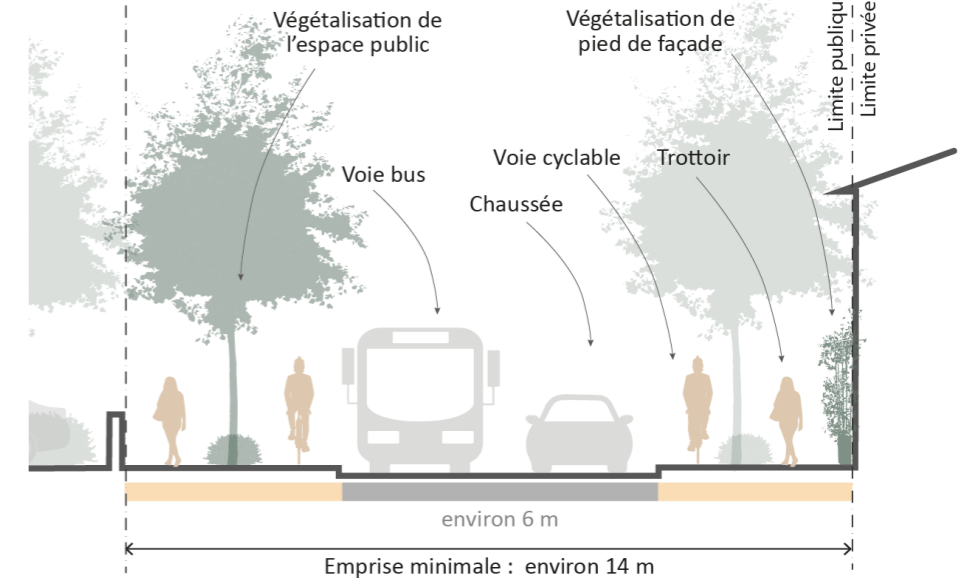 Végétalisation de
l'espace public
Végétalisation de
pied de façade
Limite publique
Limite privée
Voie bus
Voie cyclable
Trottoir
Chaussée
environ 6 m
Emprise minimale : environ 14 m